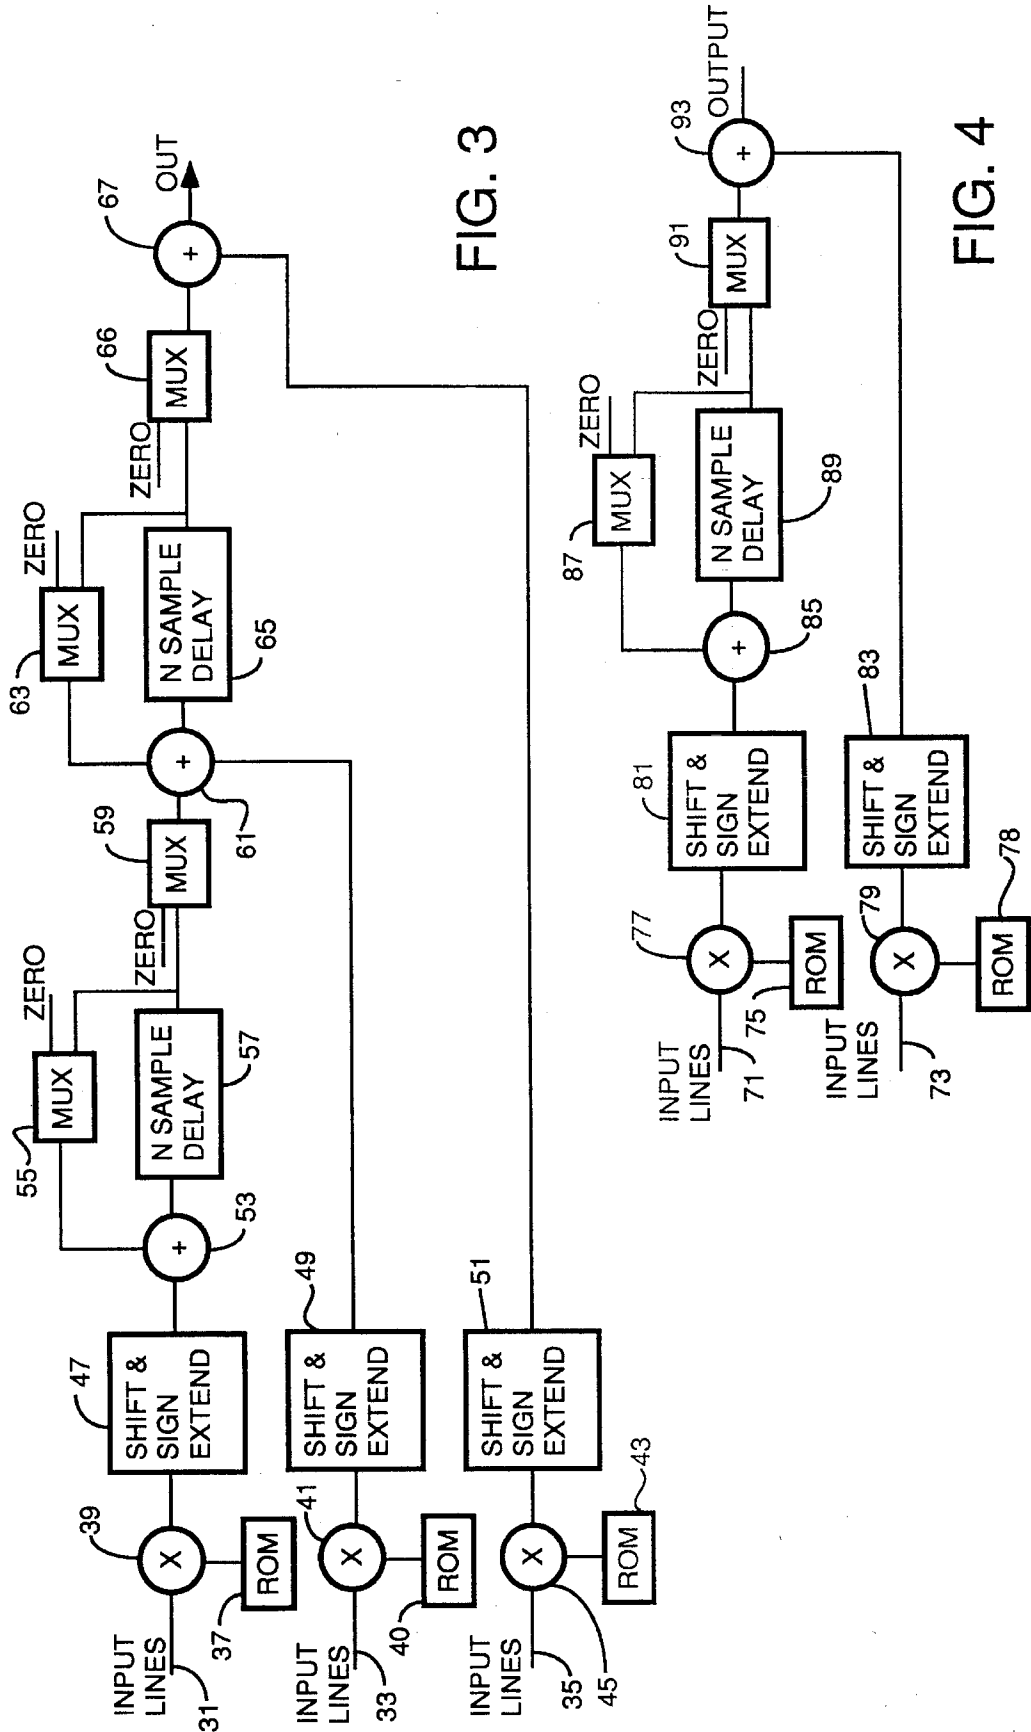 INPUT
LINES
31
39
37
ROM
X
47
SHIFT &
SIGN
EXTEND
53
+
55
MUX
ZERO
N SAMPLE
DELAY
57
ZERO
59
MUX
61
+
63
MUX
ZERO
N SAMPLE
DELAY
65
ZERO
66
MUX
67
+
OUT
INPUT
LINES
33
41
X
40
ROM
49
SHIFT &
SIGN
EXTEND
INPUT
LINES
35
45
X
ROM
43
51
SHIFT &
SIGN
EXTEND
FIG. 3
INPUT
LINES
71
77
X
75
ROM
81
SHIFT &
SIGN
EXTEND
85
+
87
MUX
ZERO
N SAMPLE
DELAY
89
ZERO
91
MUX
93
+
OUTPUT
INPUT
LINES
73
79
X
ROM
78
83
SHIFT &
SIGN
EXTEND
FIG. 4